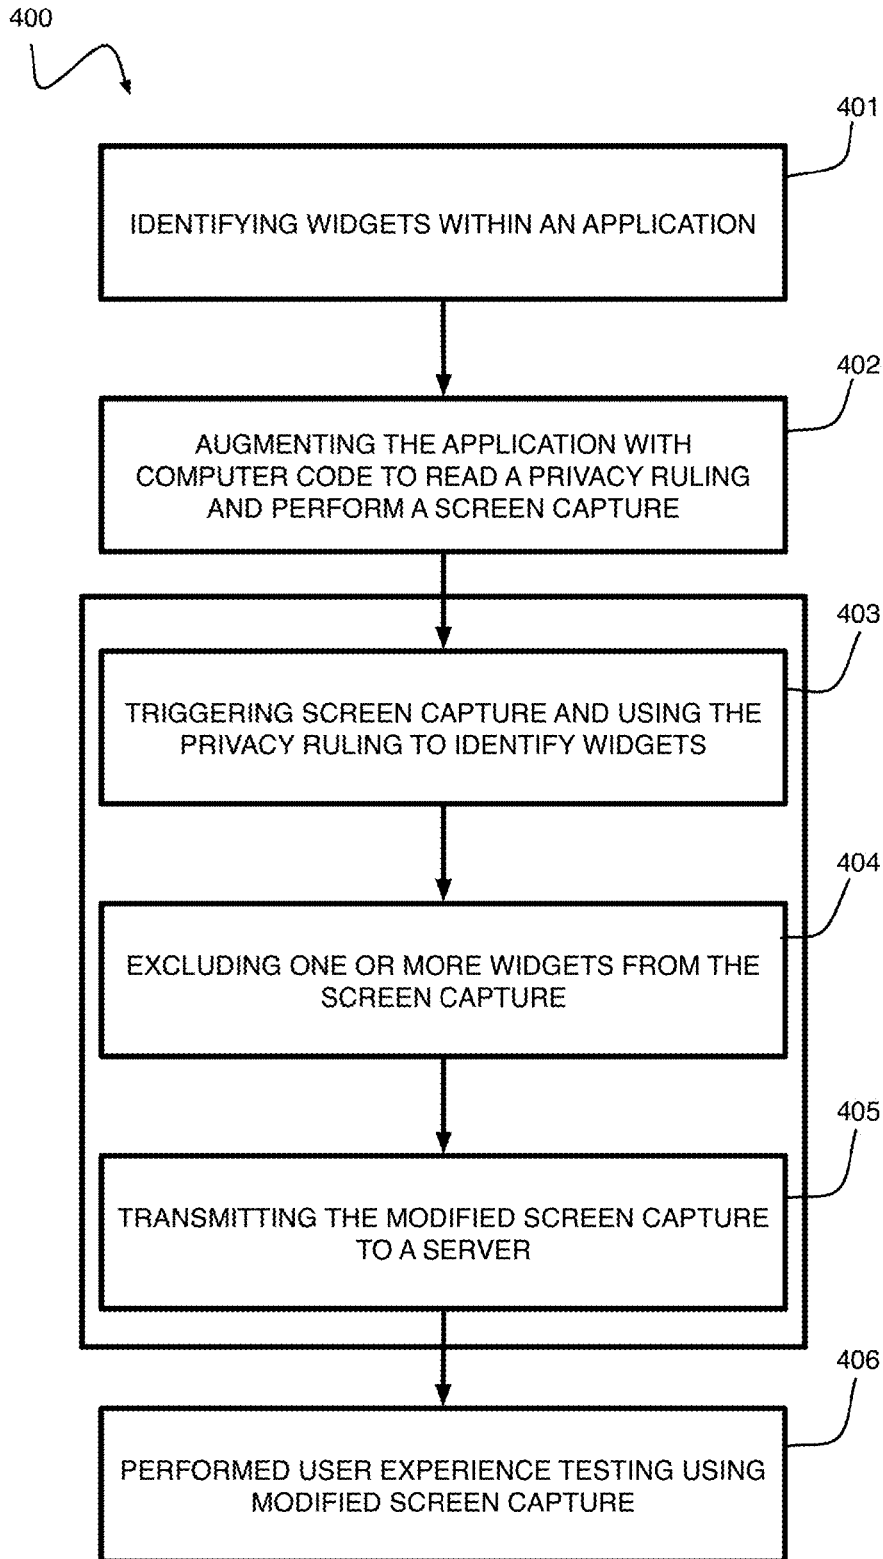 400
401
IDENTIFYING WIDGETS WITHIN AN APPLICATION
402
AUGMENTING THE APPLICATION WITH
COMPUTER CODE TO READ A PRIVACY RULING
AND PERFORM A SCREEN CAPTURE
403
TRIGGERING SCREEN CAPTURE AND USING THE
PRIVACY RULING TO IDENTIFY WIDGETS
404
EXCLUDING ONE OR MORE WIDGETS FROM THE
SCREEN CAPTURE
405
TRANSMITTING THE MODIFIED SCREEN CAPTURE
TO A SERVER
406
PERFORMED USER EXPERIENCE TESTING USING
MODIFIED SCREEN CAPTURE